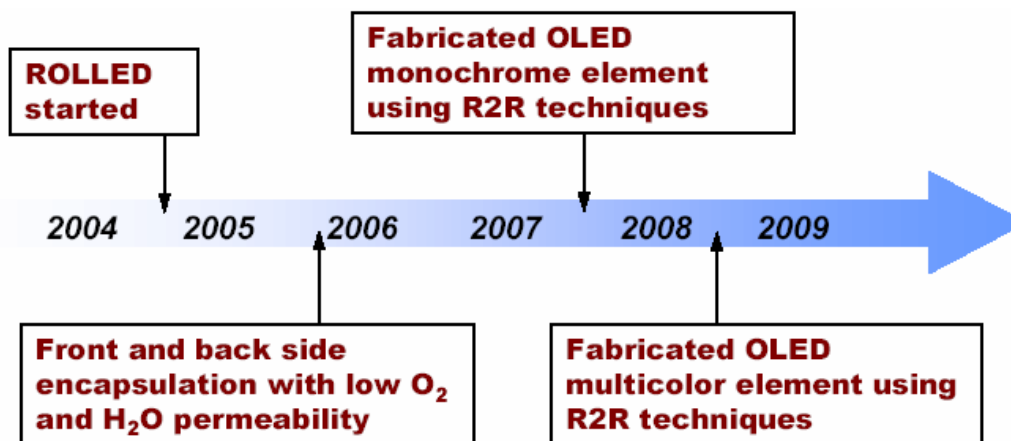 ROLLED
started
Fabricated OLED
monochrome element
using R2R techniques
2004 2005 2006 2007 2008 2009
Front and back side
encapsulation with low O₂
and H₂O permeability
Fabricated OLED
multicolor element using
R2R techniques